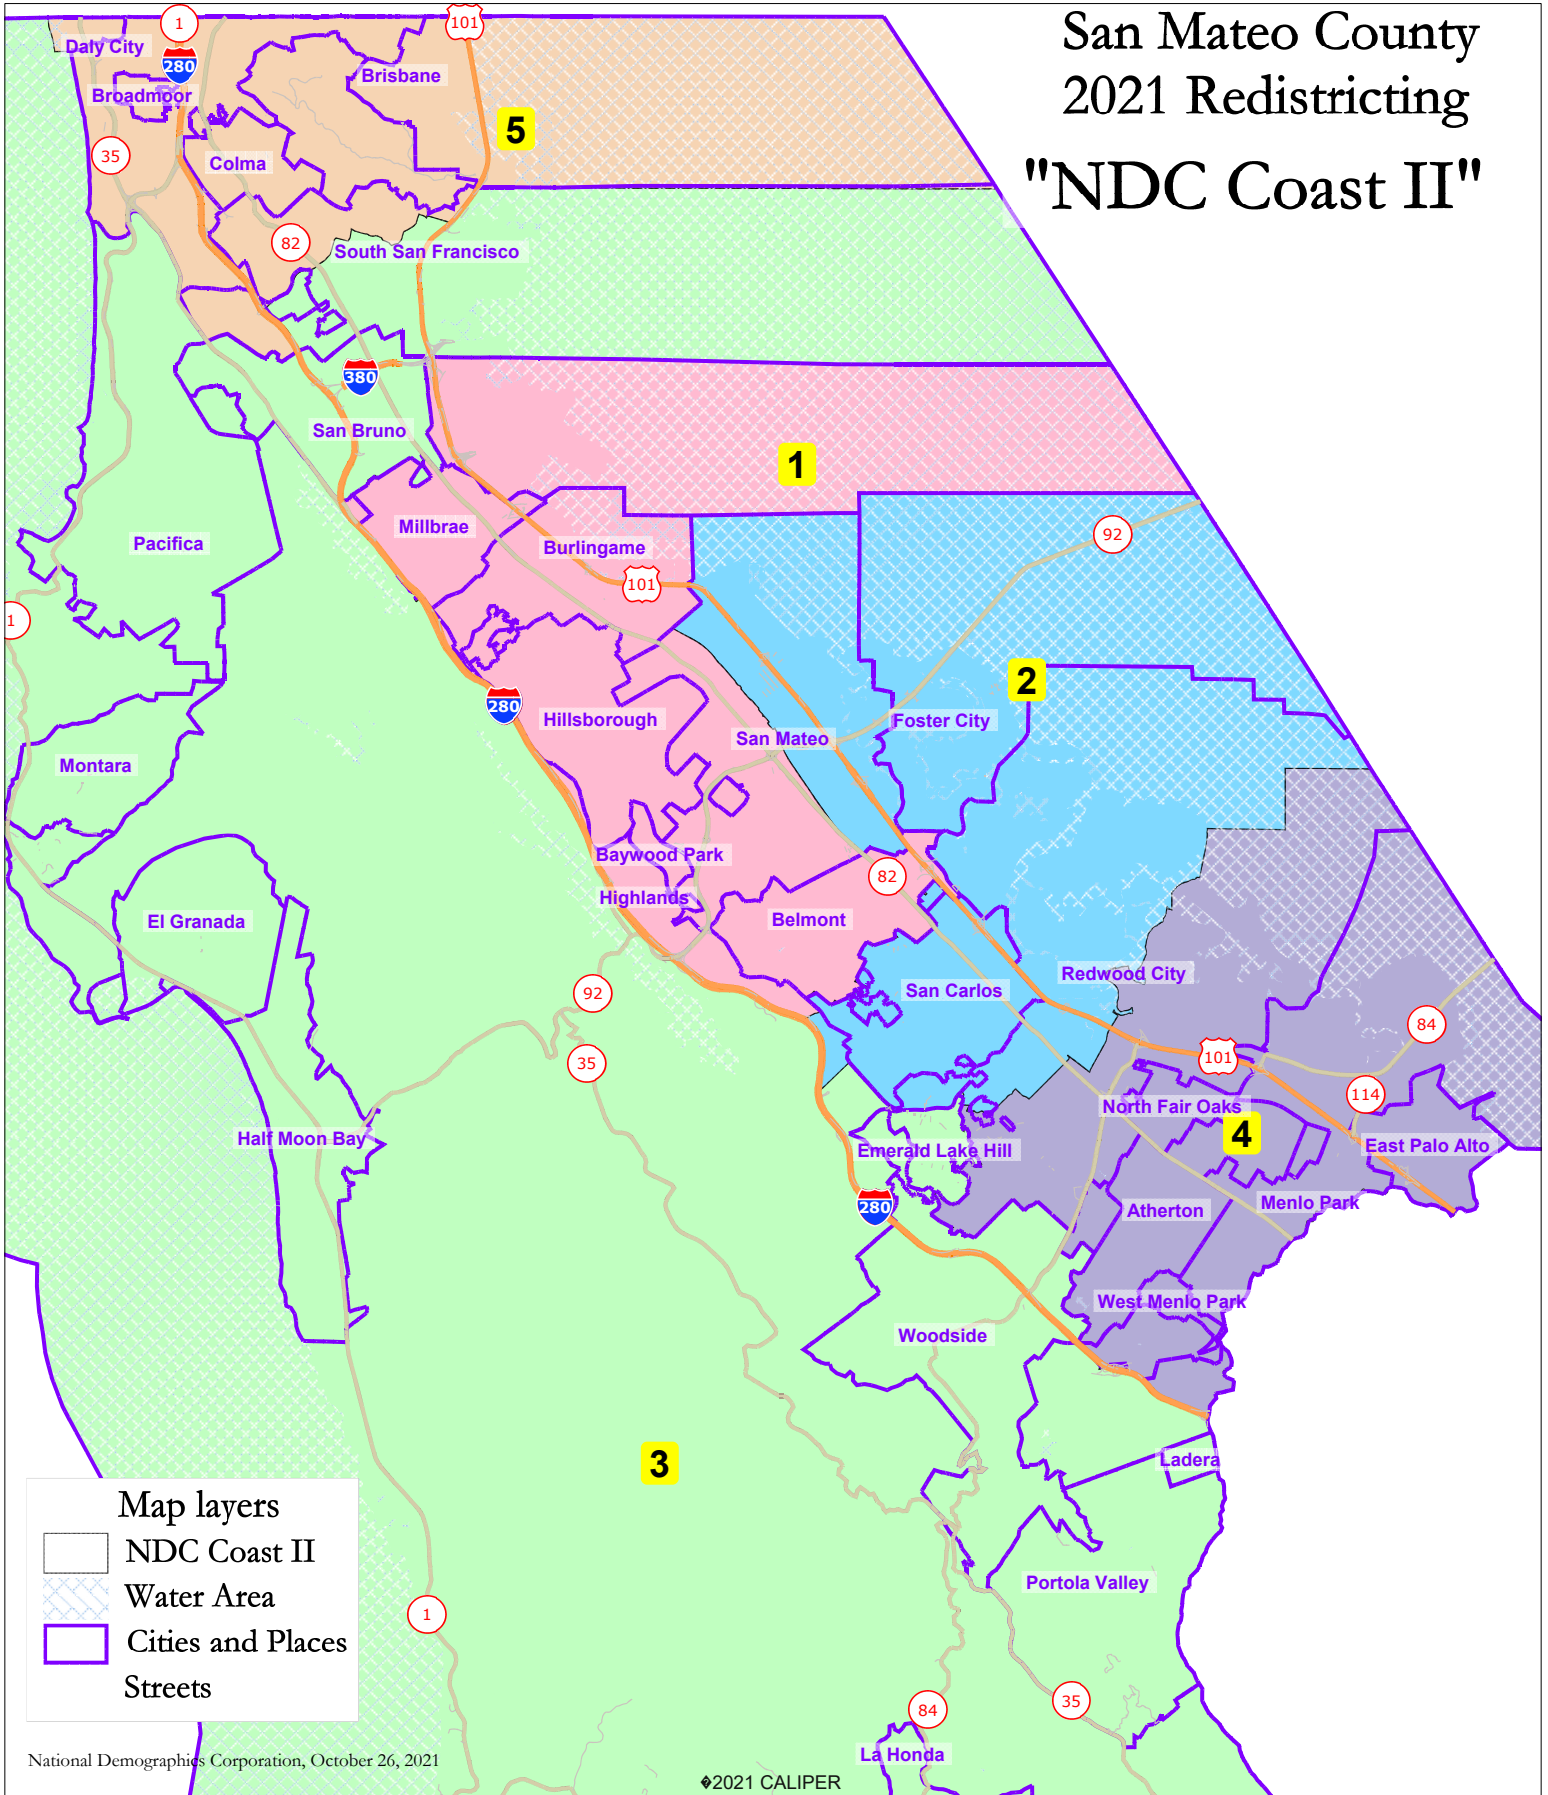 San Mateo County
2021 Redistricting
"NDC Coast II"
1
101
Daly City
280
Brisbane
Broadmoor
5
35
Colma
82
South San Francisco
380
San Bruno
1
Millbrae
Pacifica
Burlingame
92
101
1
2
280
Hillsborough
Foster City
San Mateo
Montara
Baywood Park
82
Highlands
Belmont
El Granada
Redwood City
San Carlos
92
84
35
101
114
North Fair Oaks
4
Half Moon Bay
Emerald Lake Hill
East Palo Alto
280
Atherton
Menlo Park
West Menlo Park
Woodside
3
Ladera
Portola Valley
1
84
35
La Honda
Map layers
NDC Coast II
Water Area
Cities and Places
Streets
National Demographics Corporation, October 26, 2021
�2021 CALIPER